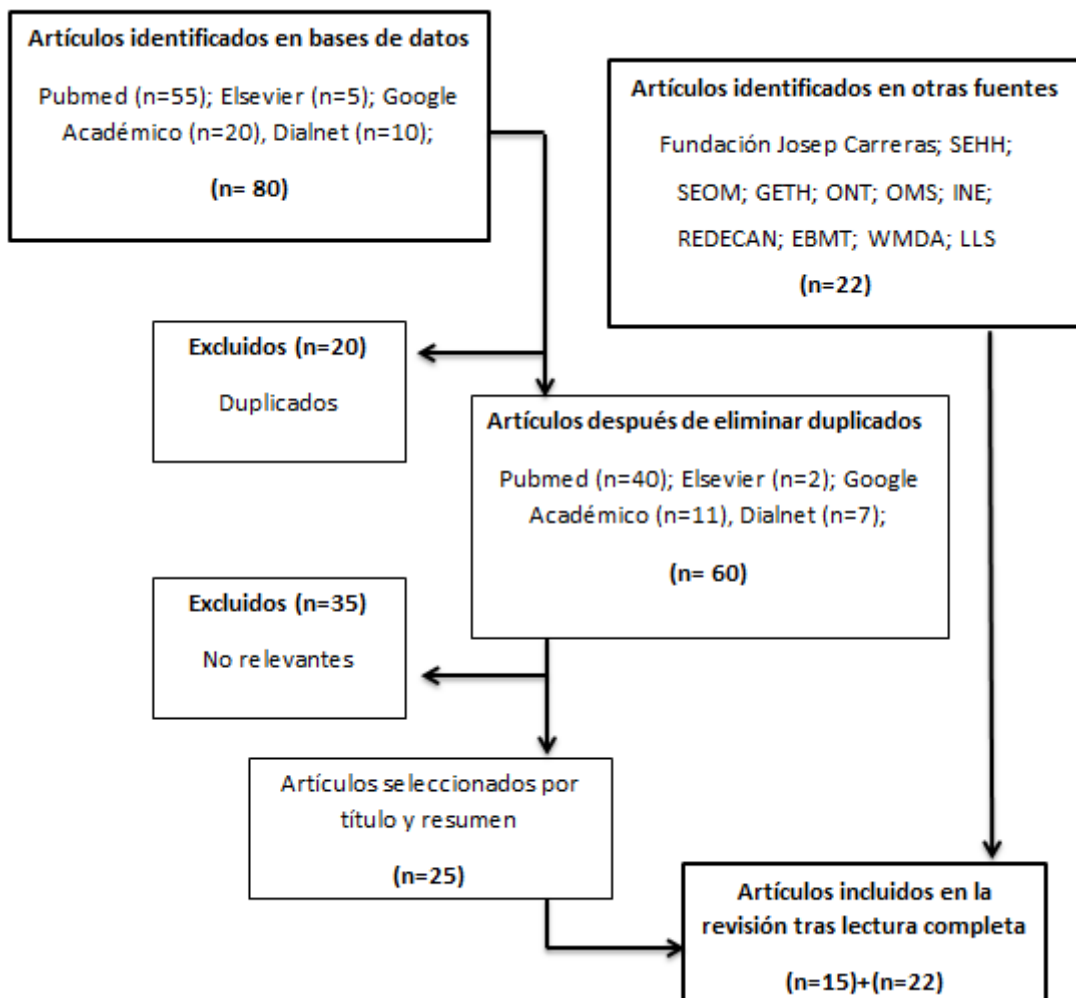 Artículos identificados en bases de datos
Pubmed (n=55); Elsevier (n=5); Google
Académico (n=20), Dialnet (n=10);
(n= 80)
Artículos identificados en otras fuentes
Fundación Josep Carreras; SEHH;
SEOM; GETH; ONT; OMS; INE;
REDECAN; EBMT; WMDA; LLS
(n=22)
Excluidos (n=20)
Duplicados
Artículos después de eliminar duplicados
Pubmed (n=40); Elsevier (n=2); Google
Académico (n=11), Dialnet (n=7);
(n= 60)
Excluidos (n=35)
No relevantes
Artículos seleccionados por
título y resumen
(n=25)
Artículos incluidos en la
revisión tras lectura completa
(n=15)+(n=22)